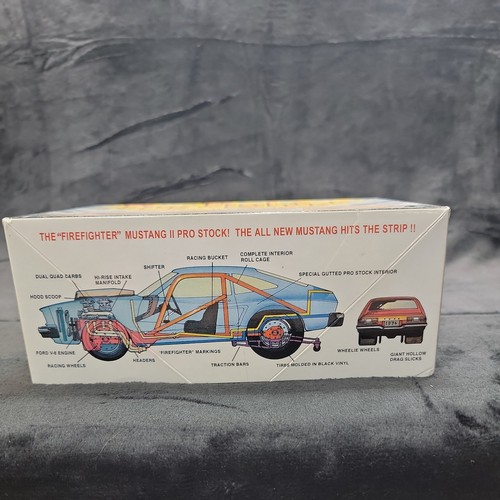 THE "FIREFIGHTER" MUSTANG II PRO STOCK! THE ALL NEW MUSTANG HITS THE STRIP !!
DUAL QUAD CARBS
HI-RISE INTAKE
MANIFOLD
SHIFTER
RACING BUCKET
COMPLETE INTERIOR
ROLL CAGE
SPECIAL GUTTED PRO STOCK INTERIOR
HOOD SCOOP
FORD V-8 ENGINE
RACING WHEELS
HEADERS
"FIREFIGHTER" MARKINGS
TRACTION BARS
TIRES MOLDED IN BLACK VINYL
WHEELIE WHEELS
GIANT HOLLOW
DRAG SLICKS